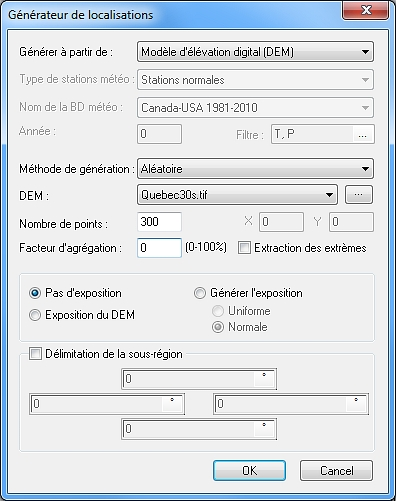 Générateur de localisations
Générer à partir de : Modèle d'élévation digital (DEM)
Type de stations météo : Stations normales
Nom de la BD météo : Canada-USA 1981-2010
Année : 0 Filtre : T, P ...
Méthode de génération : Aléatoire
DEM : Quebec30s.tif ...
Nombre de points : 300 X 0 Y 0
Facteur d'agrégation : 0 (0-100%) Extraction des extrèmes
Pas d'exposition Générer l'exposition
Uniforme
Exposition du DEM
Normale
Délimitation de la sous-région
0 °
0 ° 0 °
0 °
OK Cancel